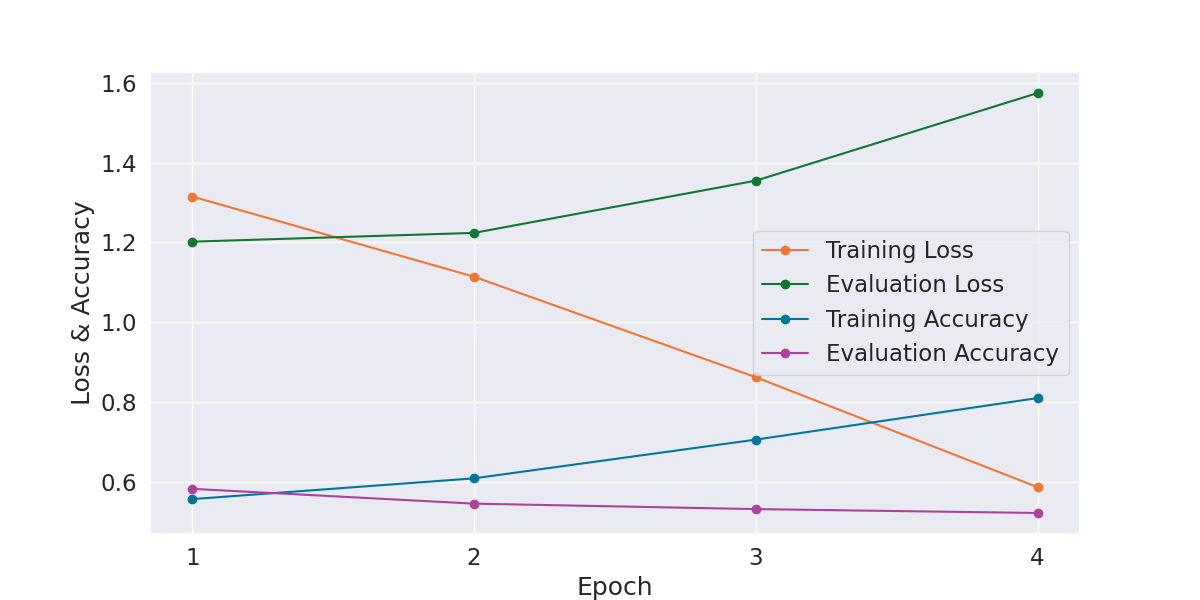 1.6
1.4
1.2
1.0
0.8
0.6
Loss & Accuracy
Training Loss
Evaluation Loss
Training Accuracy
Evaluation Accuracy
1 2 3 4
Epoch